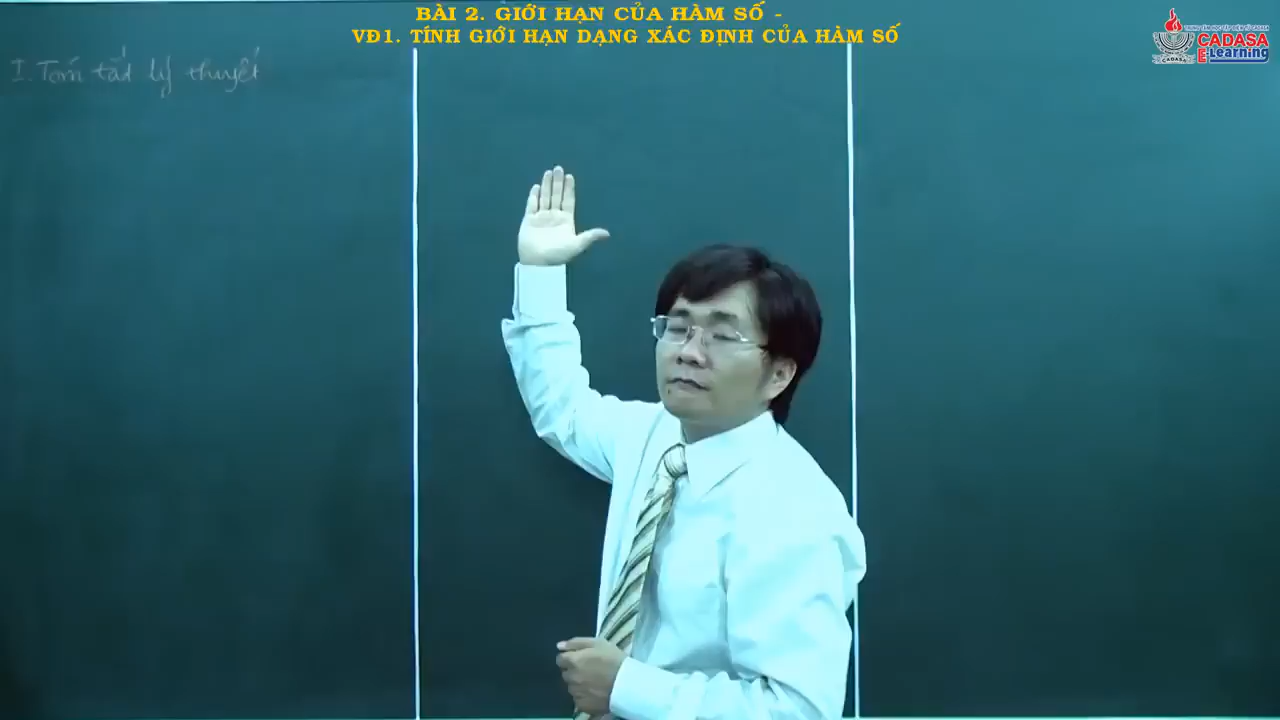 BÀI 2. GIỚI HẠN CỦA HÀM SỐ -
VĐ1. TÍNH GIỚI HẠN DẠNG XÁC ĐỊNH CỦA HÀM SỐ
I. Tóm tắt lý thuyết
CADASA
E-Learning
CADASA